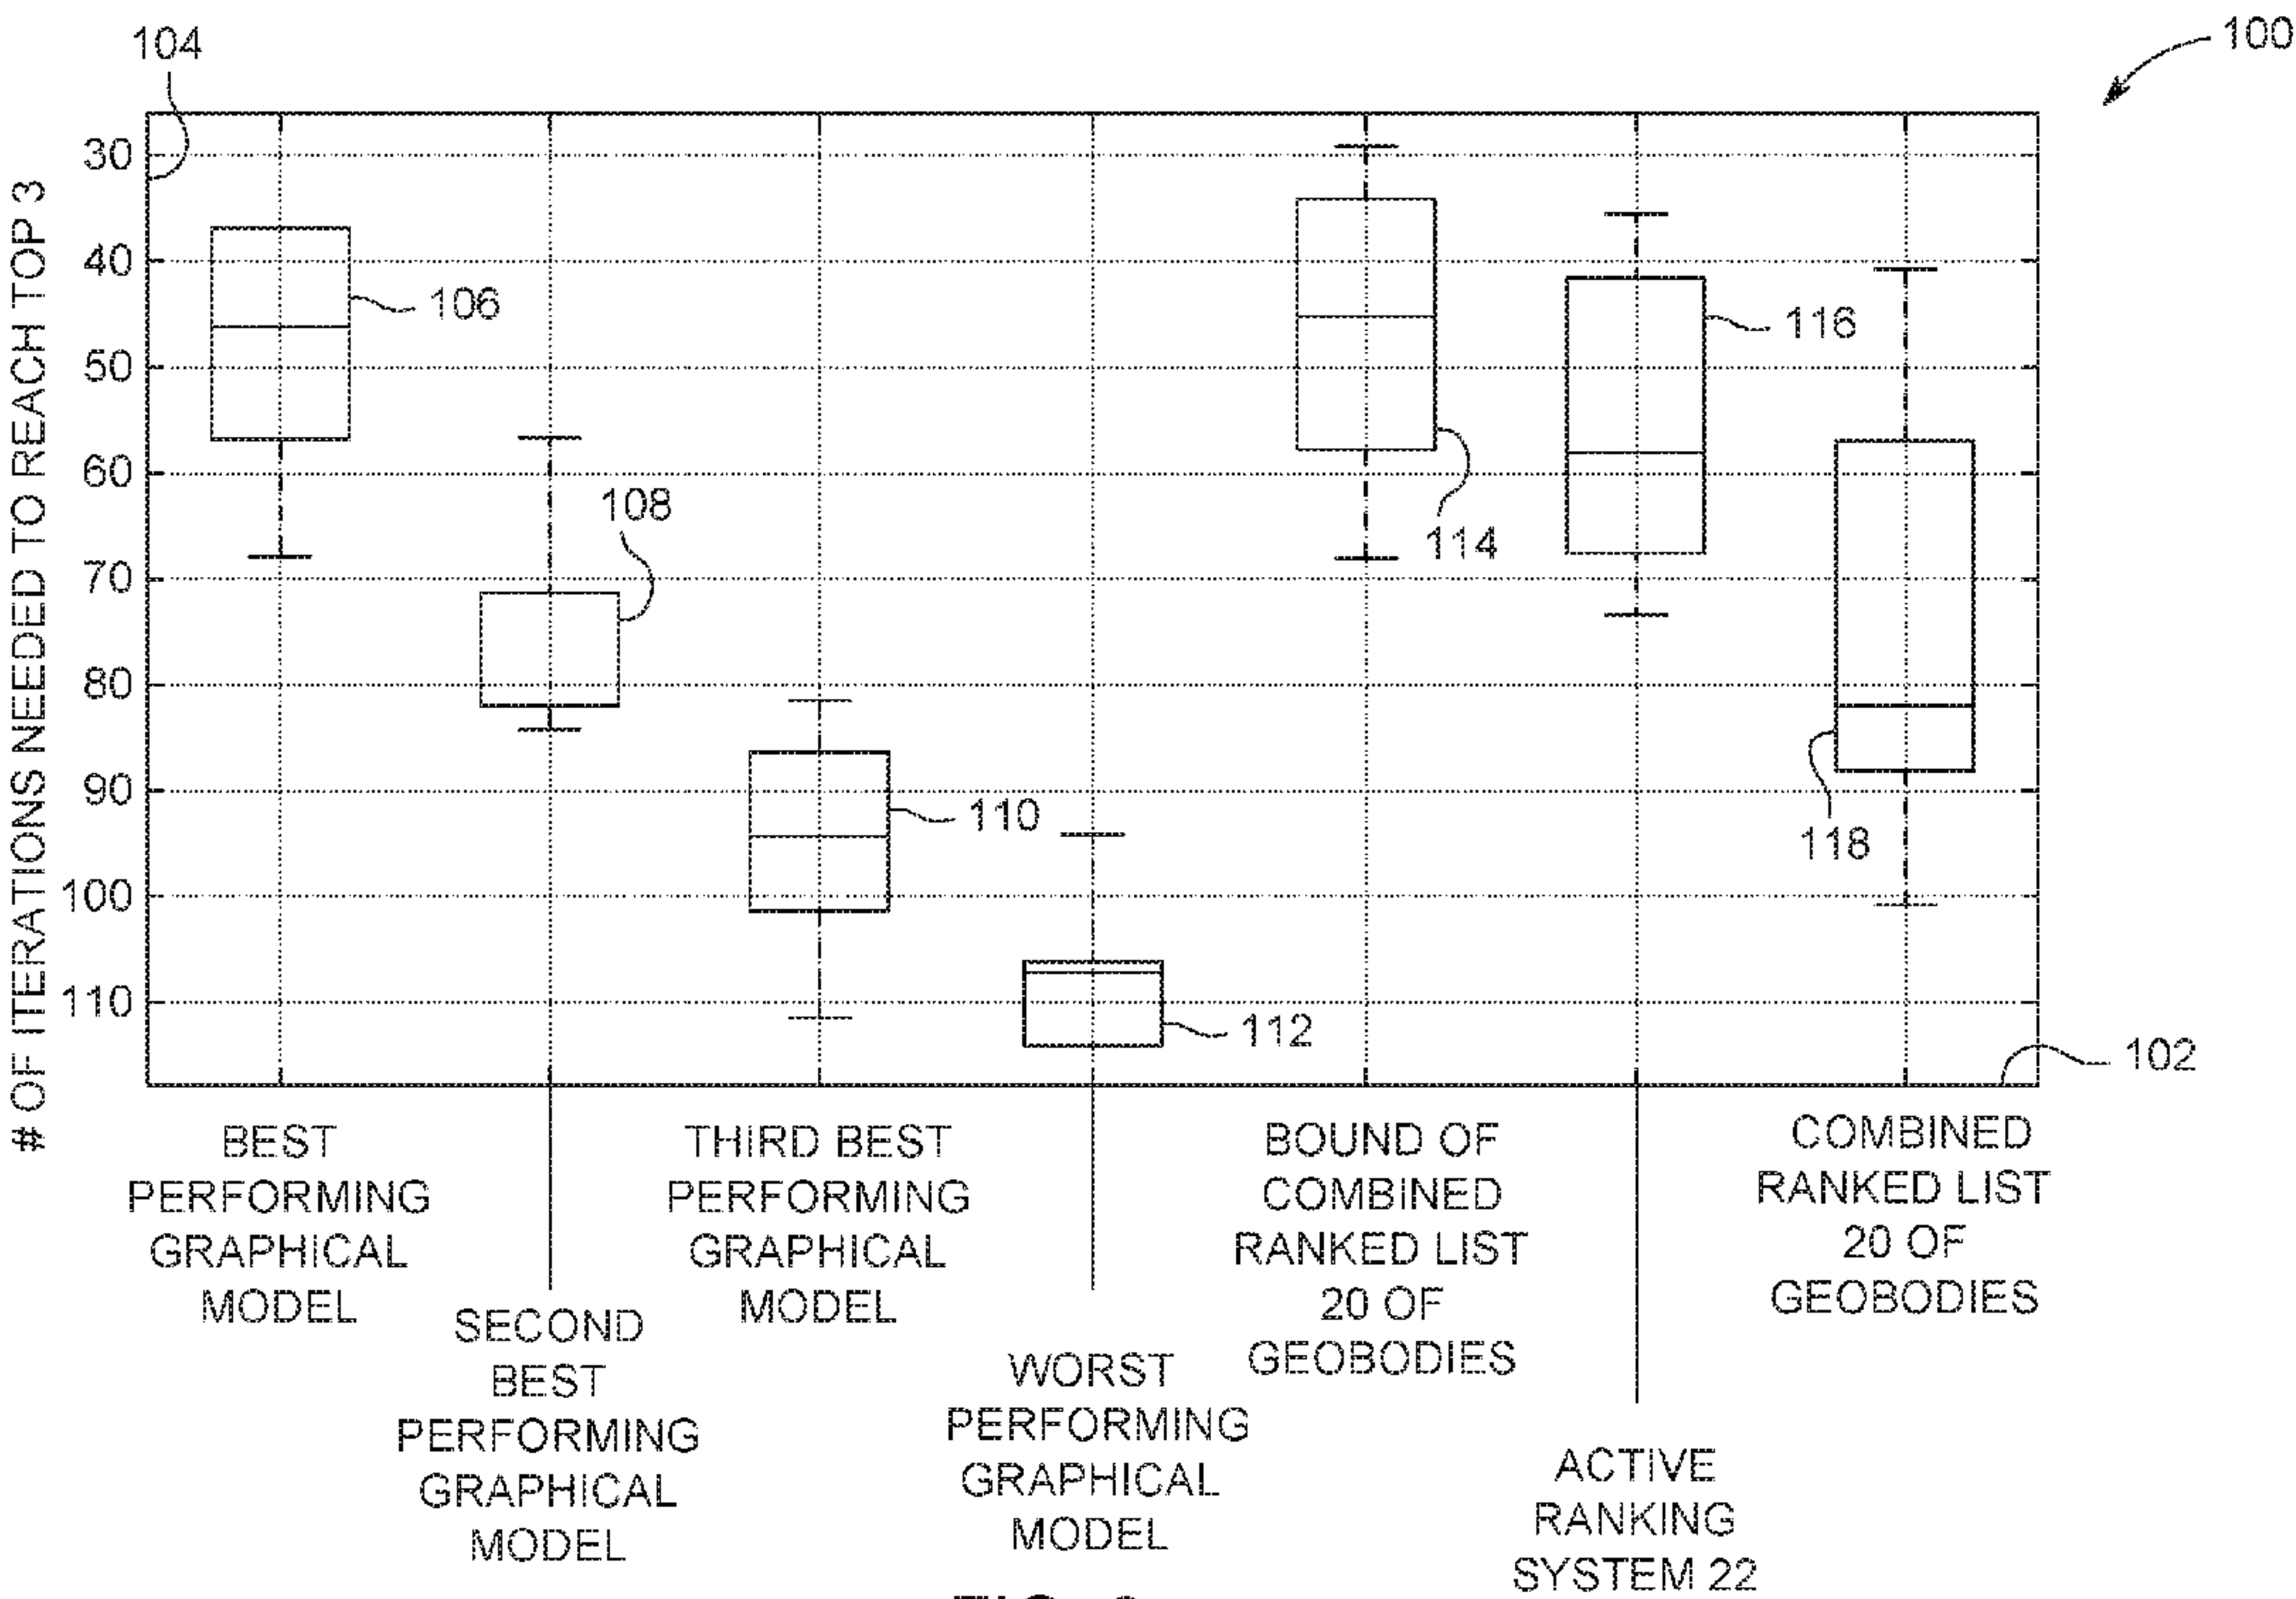 100
104
# OF ITERATIONS NEEDED TO REACH TOP 3
30
40
50
60
70
80
90
100
110
106
108
110
112
114
116
118
102
BEST
PERFORMING
GRAPHICAL
MODEL
SECOND
BEST
PERFORMING
GRAPHICAL
MODEL
THIRD BEST
PERFORMING
GRAPHICAL
MODEL
WORST
PERFORMING
GRAPHICAL
MODEL
BOUND OF
COMBINED
RANKED LIST
20 OF
GEOBODIES
ACTIVE
RANKING
SYSTEM 22
COMBINED
RANKED LIST
20 OF
GEOBODIES